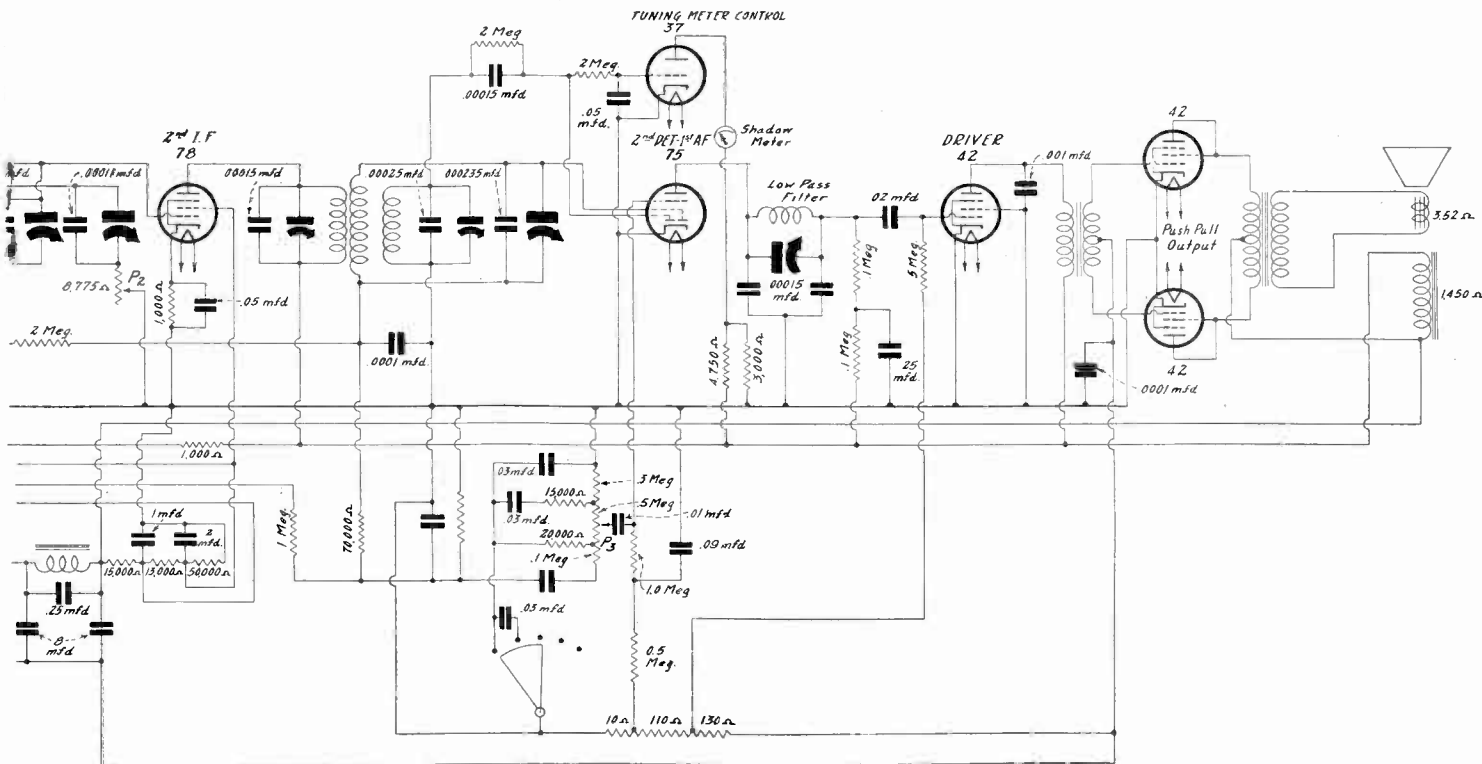 TUNING METER CONTROL
37
2 Meg
.00015 mfd
2 Meg.
.05
mfd.
Shadow
Meter
2nd I.F
78
2nd DET-1st AF
75
DRIVER
42
42
mfd
.00015 mfd
.00025 mfd
.000235 mfd
Low Pass
Filter
.02 mfd
.001 mfd
3.52 Ω
Push Pull
Output
P2
8,775 Ω
1,000 Ω
.05 mfd
.00015
mfd.
.1 Meg
.5 Meg
1,450 Ω
2 Meg.
.0001 mfd
4,750 Ω
3,000 Ω
.1 Meg
.25
mfd.
42
.0001 mfd
1,000 Ω
.03 mfd
.5 Meg
15,000 Ω
.5 Meg
.03 mfd.
.01 mfd
20,000 Ω
P3
.1 Meg
.09 mfd
1.0 Meg
.1 mfd
.2
mfd.
1 Meg.
70,000 Ω
15,000 Ω
13,000 Ω
50,000 Ω
.25 mfd
8
mfd
.05 mfd
0.5
Meg.
10 Ω
110 Ω
130 Ω